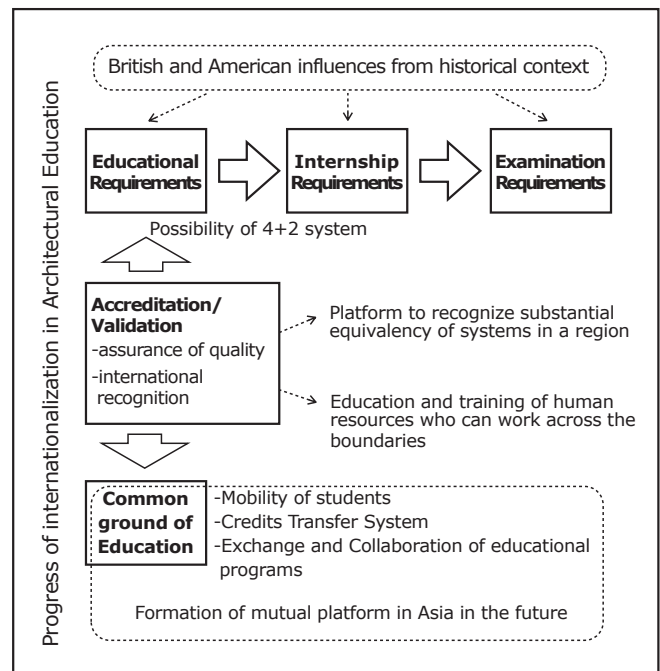 Progress of internationalization in Architectural Education
British and American influences from historical context
Educational
Requirements
Internship
Requirements
Examination
Requirements
Possibility of 4+2 system
Accreditation/
Validation
-assurance of quality
-international
recognition
Platform to recognize substantial
equivalency of systems in a region
Education and training of human
resources who can work across the
boundaries
Common
ground of
Education
-Mobility of students
-Credits Transfer System
-Exchange and Collaboration of educational
programs
Formation of mutual platform in Asia in the future